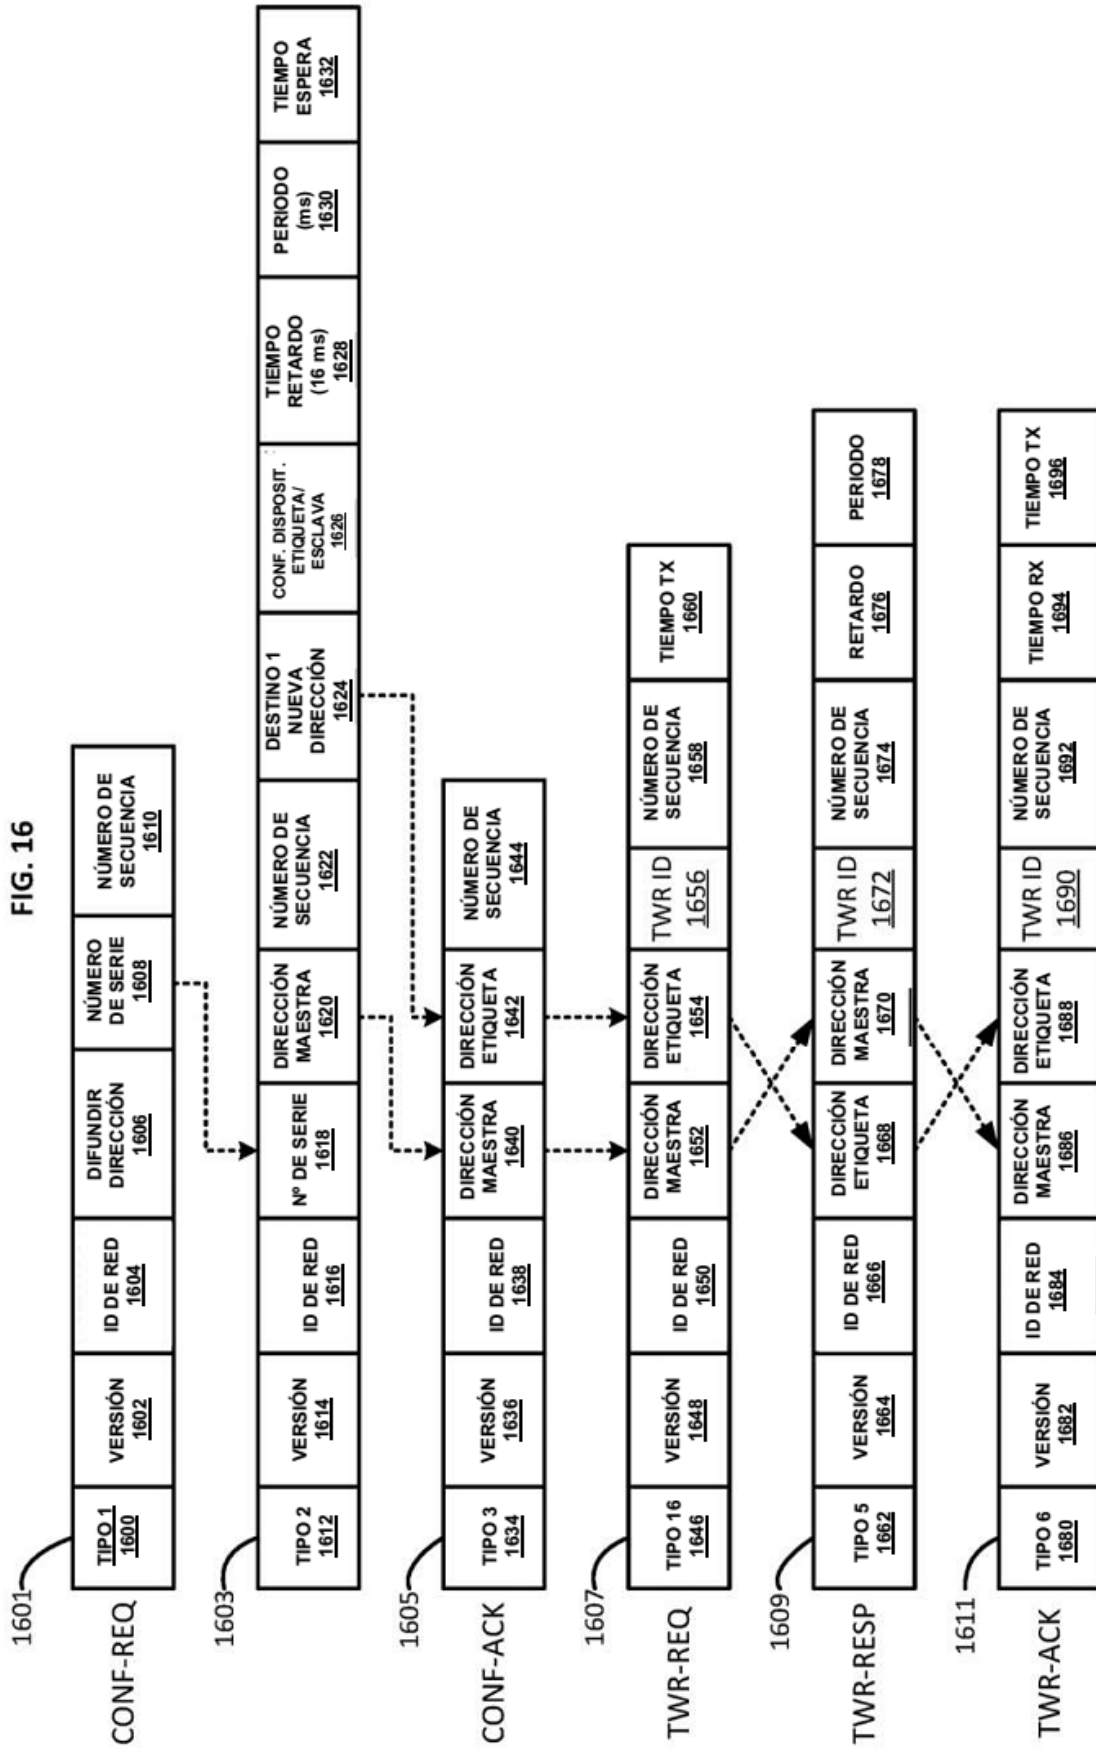 FIG. 16
1601
CONF-REQ
TIPO 1
1600
VERSIÓN
1602
ID DE RED
1604
DIFUNDIR
DIRECCIÓN
1606
NÚMERO
DE SERIE
1608
NÚMERO DE
SECUENCIA
1610
1603
TIPO 2
1612
VERSIÓN
1614
ID DE RED
1616
Nº DE SERIE
1618
DIRECCIÓN
MAESTRA
1620
NÚMERO DE
SECUENCIA
1622
DESTINO 1
NUEVA
DIRECCIÓN
1624
CONF. DISPOSIT.
ETIQUETA/
ESCLAVA
1626
TIEMPO
RETARDO
(16 ms)
1628
PERIODO
(ms)
1630
TIEMPO
ESPERA
1632
1605
CONF-ACK
TIPO 3
1634
VERSIÓN
1636
ID DE RED
1638
DIRECCIÓN
MAESTRA
1640
DIRECCIÓN
ETIQUETA
1642
NÚMERO DE
SECUENCIA
1644
1607
TWR-REQ
TIPO 16
1646
VERSIÓN
1648
ID DE RED
1650
DIRECCIÓN
MAESTRA
1652
DIRECCIÓN
ETIQUETA
1654
TWR ID
1656
NÚMERO DE
SECUENCIA
1658
TIEMPO TX
1660
1609
TWR-RESP
TIPO 5
1662
VERSIÓN
1664
ID DE RED
1666
DIRECCIÓN
ETIQUETA
1668
DIRECCIÓN
MAESTRA
1670
TWR ID
1672
NÚMERO DE
SECUENCIA
1674
RETARDO
1676
PERIODO
1678
1611
TWR-ACK
TIPO 6
1680
VERSIÓN
1682
ID DE RED
1684
DIRECCIÓN
MAESTRA
1686
DIRECCIÓN
ETIQUETA
1688
TWR ID
1690
NÚMERO DE
SECUENCIA
1692
TIEMPO RX
1694
TIEMPO TX
1696